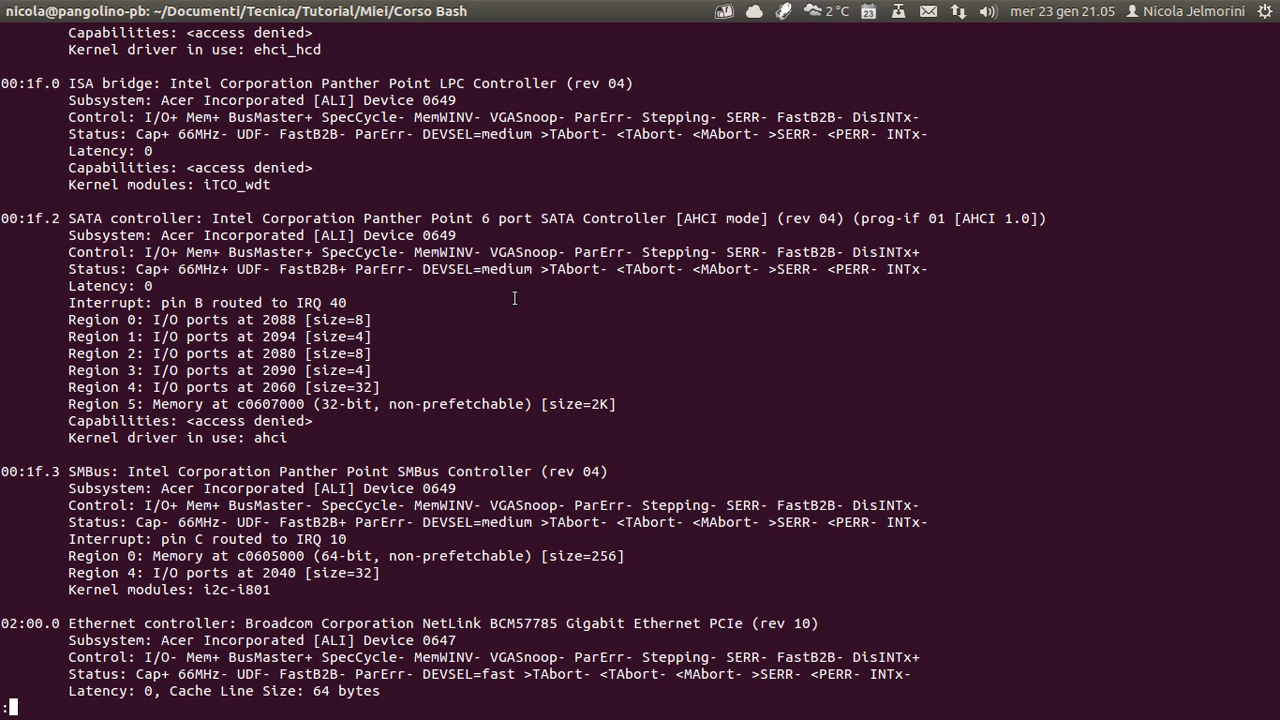 nicola@pangolino-pb: ~/Documenti/Tecnica/Tutorial/Miei/Corso Bash 2 °C 23 mer 23 gen 21.05 Nicola Jelmorini
Capabilities: <access denied>
Kernel driver in use: ehci_hcd
00:1f.0 ISA bridge: Intel Corporation Panther Point LPC Controller (rev 04)
Subsystem: Acer Incorporated [ALI] Device 0649
Control: I/O+ Mem+ BusMaster+ SpecCycle- MemWINV- VGASnoop- ParErr- Stepping- SERR- FastB2B- DisINTx-
Status: Cap+ 66MHz- UDF- FastB2B- ParErr- DEVSEL=medium >TAbort- <TAbort- <MAbort- >SERR- <PERR- INTx-
Latency: 0
Capabilities: <access denied>
Kernel modules: iTCO_wdt
00:1f.2 SATA controller: Intel Corporation Panther Point 6 port SATA Controller [AHCI mode] (rev 04) (prog-if 01 [AHCI 1.0])
Subsystem: Acer Incorporated [ALI] Device 0649
Control: I/O+ Mem+ BusMaster+ SpecCycle- MemWINV- VGASnoop- ParErr- Stepping- SERR- FastB2B- DisINTx+
Status: Cap+ 66MHz+ UDF- FastB2B+ ParErr- DEVSEL=medium >TAbort- <TAbort- <MAbort- >SERR- <PERR- INTx-
Latency: 0
Interrupt: pin B routed to IRQ 40
Region 0: I/O ports at 2088 [size=8]
Region 1: I/O ports at 2094 [size=4]
Region 2: I/O ports at 2080 [size=8]
Region 3: I/O ports at 2090 [size=4]
Region 4: I/O ports at 2060 [size=32]
Region 5: Memory at c0607000 (32-bit, non-prefetchable) [size=2K]
Capabilities: <access denied>
Kernel driver in use: ahci
00:1f.3 SMBus: Intel Corporation Panther Point SMBus Controller (rev 04)
Subsystem: Acer Incorporated [ALI] Device 0649
Control: I/O+ Mem+ BusMaster- SpecCycle- MemWINV- VGASnoop- ParErr- Stepping- SERR- FastB2B- DisINTx-
Status: Cap- 66MHz- UDF- FastB2B+ ParErr- DEVSEL=medium >TAbort- <TAbort- <MAbort- >SERR- <PERR- INTx-
Interrupt: pin C routed to IRQ 10
Region 0: Memory at c0605000 (64-bit, non-prefetchable) [size=256]
Region 4: I/O ports at 2040 [size=32]
Kernel modules: i2c-i801
02:00.0 Ethernet controller: Broadcom Corporation NetLink BCM57785 Gigabit Ethernet PCIe (rev 10)
Subsystem: Acer Incorporated [ALI] Device 0647
Control: I/O- Mem+ BusMaster+ SpecCycle- MemWINV- VGASnoop- ParErr- Stepping- SERR- FastB2B- DisINTx+
Status: Cap+ 66MHz- UDF- FastB2B- ParErr- DEVSEL=fast >TAbort- <TAbort- <MAbort- >SERR- <PERR- INTx-
Latency: 0, Cache Line Size: 64 bytes
: